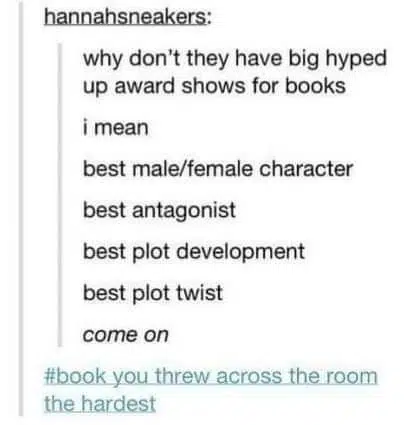 hannahsneakers:
why don't they have big hyped
up award shows for books
i mean
best male/female character
best antagonist
best plot development
best plot twist
come on
#book you threw across the room
the hardest